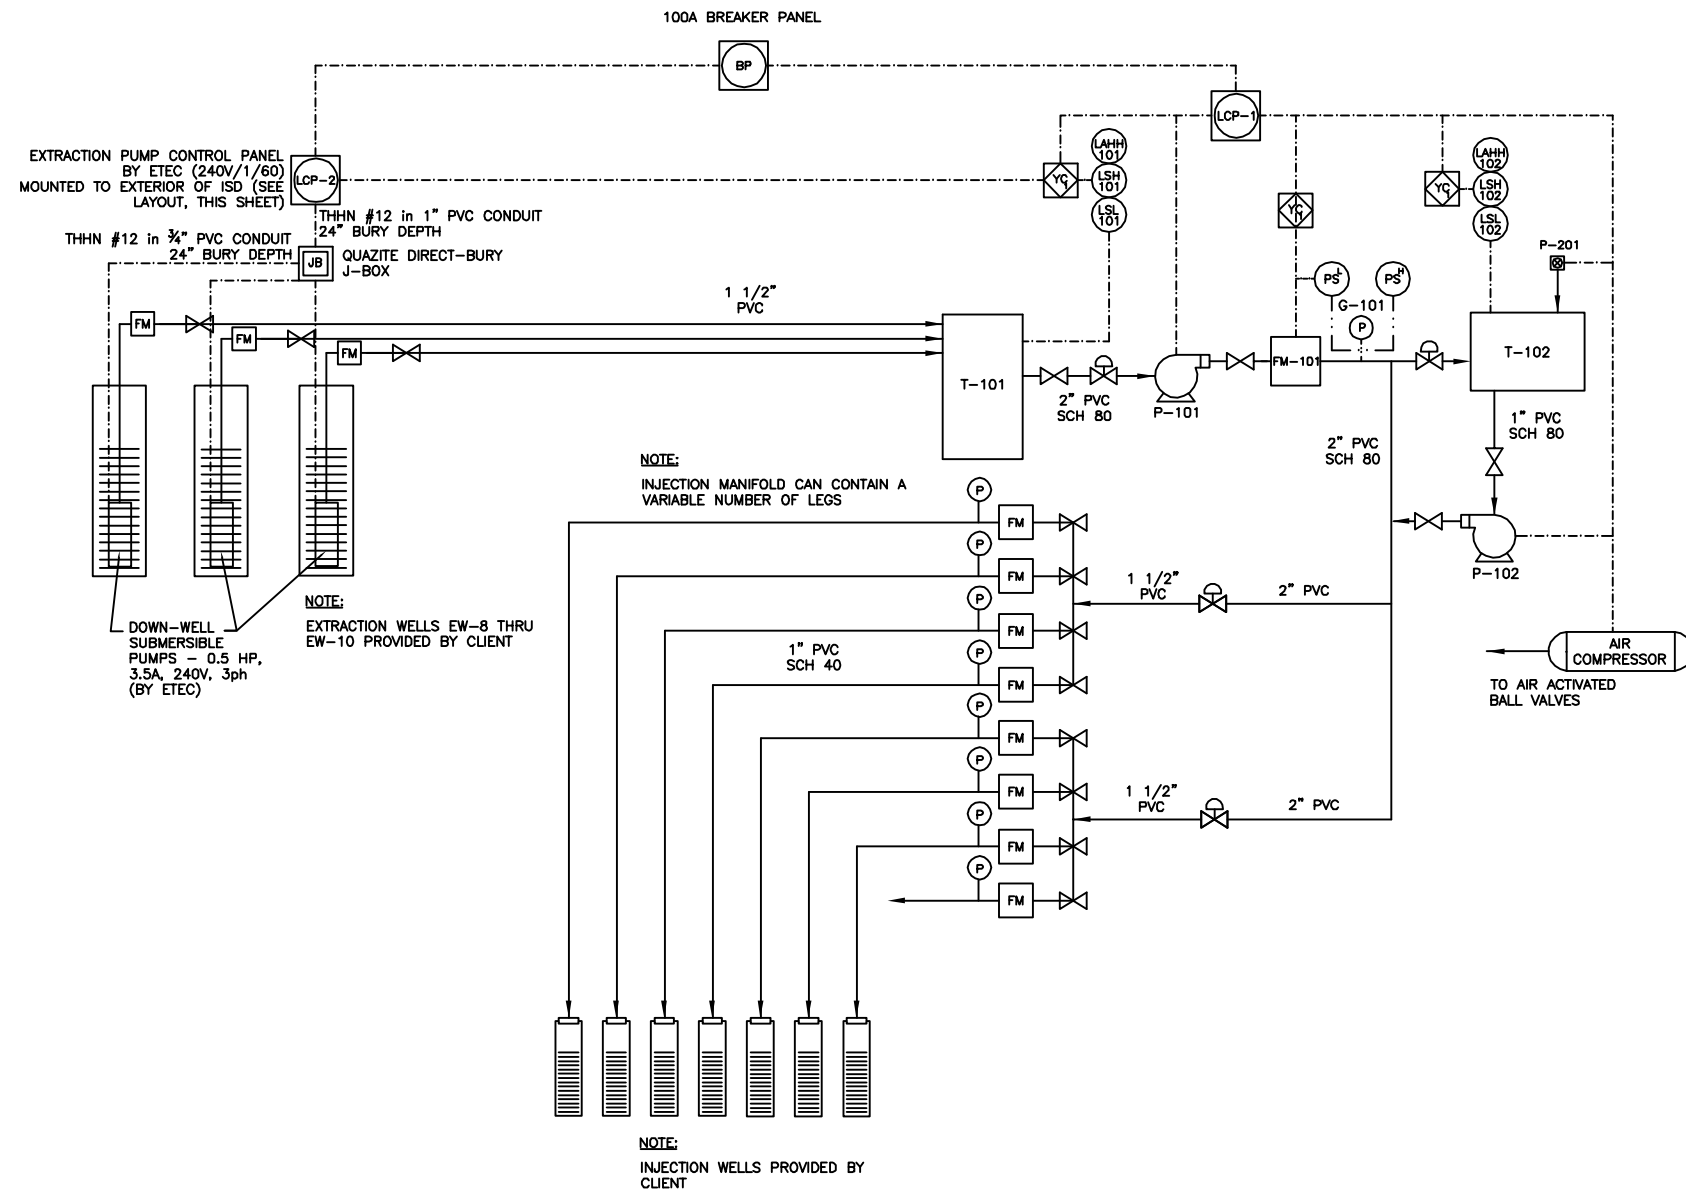 100A BREAKER PANEL
BP
LCP-1
EXTRACTION PUMP CONTROL PANEL
BY ETEC (240V/1/60)
MOUNTED TO EXTERIOR OF ISD (SEE
LAYOUT, THIS SHEET)
LCP-2
THHN #12 in 1" PVC CONDUIT
24" BURY DEPTH
THHN #12 in ¾" PVC CONDUIT
24" BURY DEPTH
JB
QUAZITE DIRECT-BURY
J-BOX
LAHH
101
LSH
101
LSL
101
LAHH
102
LSH
102
LSL
102
P-201
PS L
PS H
G-101
P
1 1/2"
PVC
FM
FM
FM
T-101
2" PVC
SCH 80
P-101
FM-101
T-102
2" PVC
SCH 80
1" PVC
SCH 80
P-102
NOTE:
INJECTION MANIFOLD CAN CONTAIN A
VARIABLE NUMBER OF LEGS
P
FM
P
FM
P
FM
P
FM
P
FM
P
FM
P
FM
P
FM
1 1/2"
PVC
2" PVC
1" PVC
SCH 40
1 1/2"
PVC
2" PVC
AIR
COMPRESSOR
TO AIR ACTIVATED
BALL VALVES
DOWN-WELL
SUBMERSIBLE
PUMPS - 0.5 HP,
3.5A, 240V, 3ph
(BY ETEC)
NOTE:
EXTRACTION WELLS EW-8 THRU
EW-10 PROVIDED BY CLIENT
NOTE:
INJECTION WELLS PROVIDED BY
CLIENT